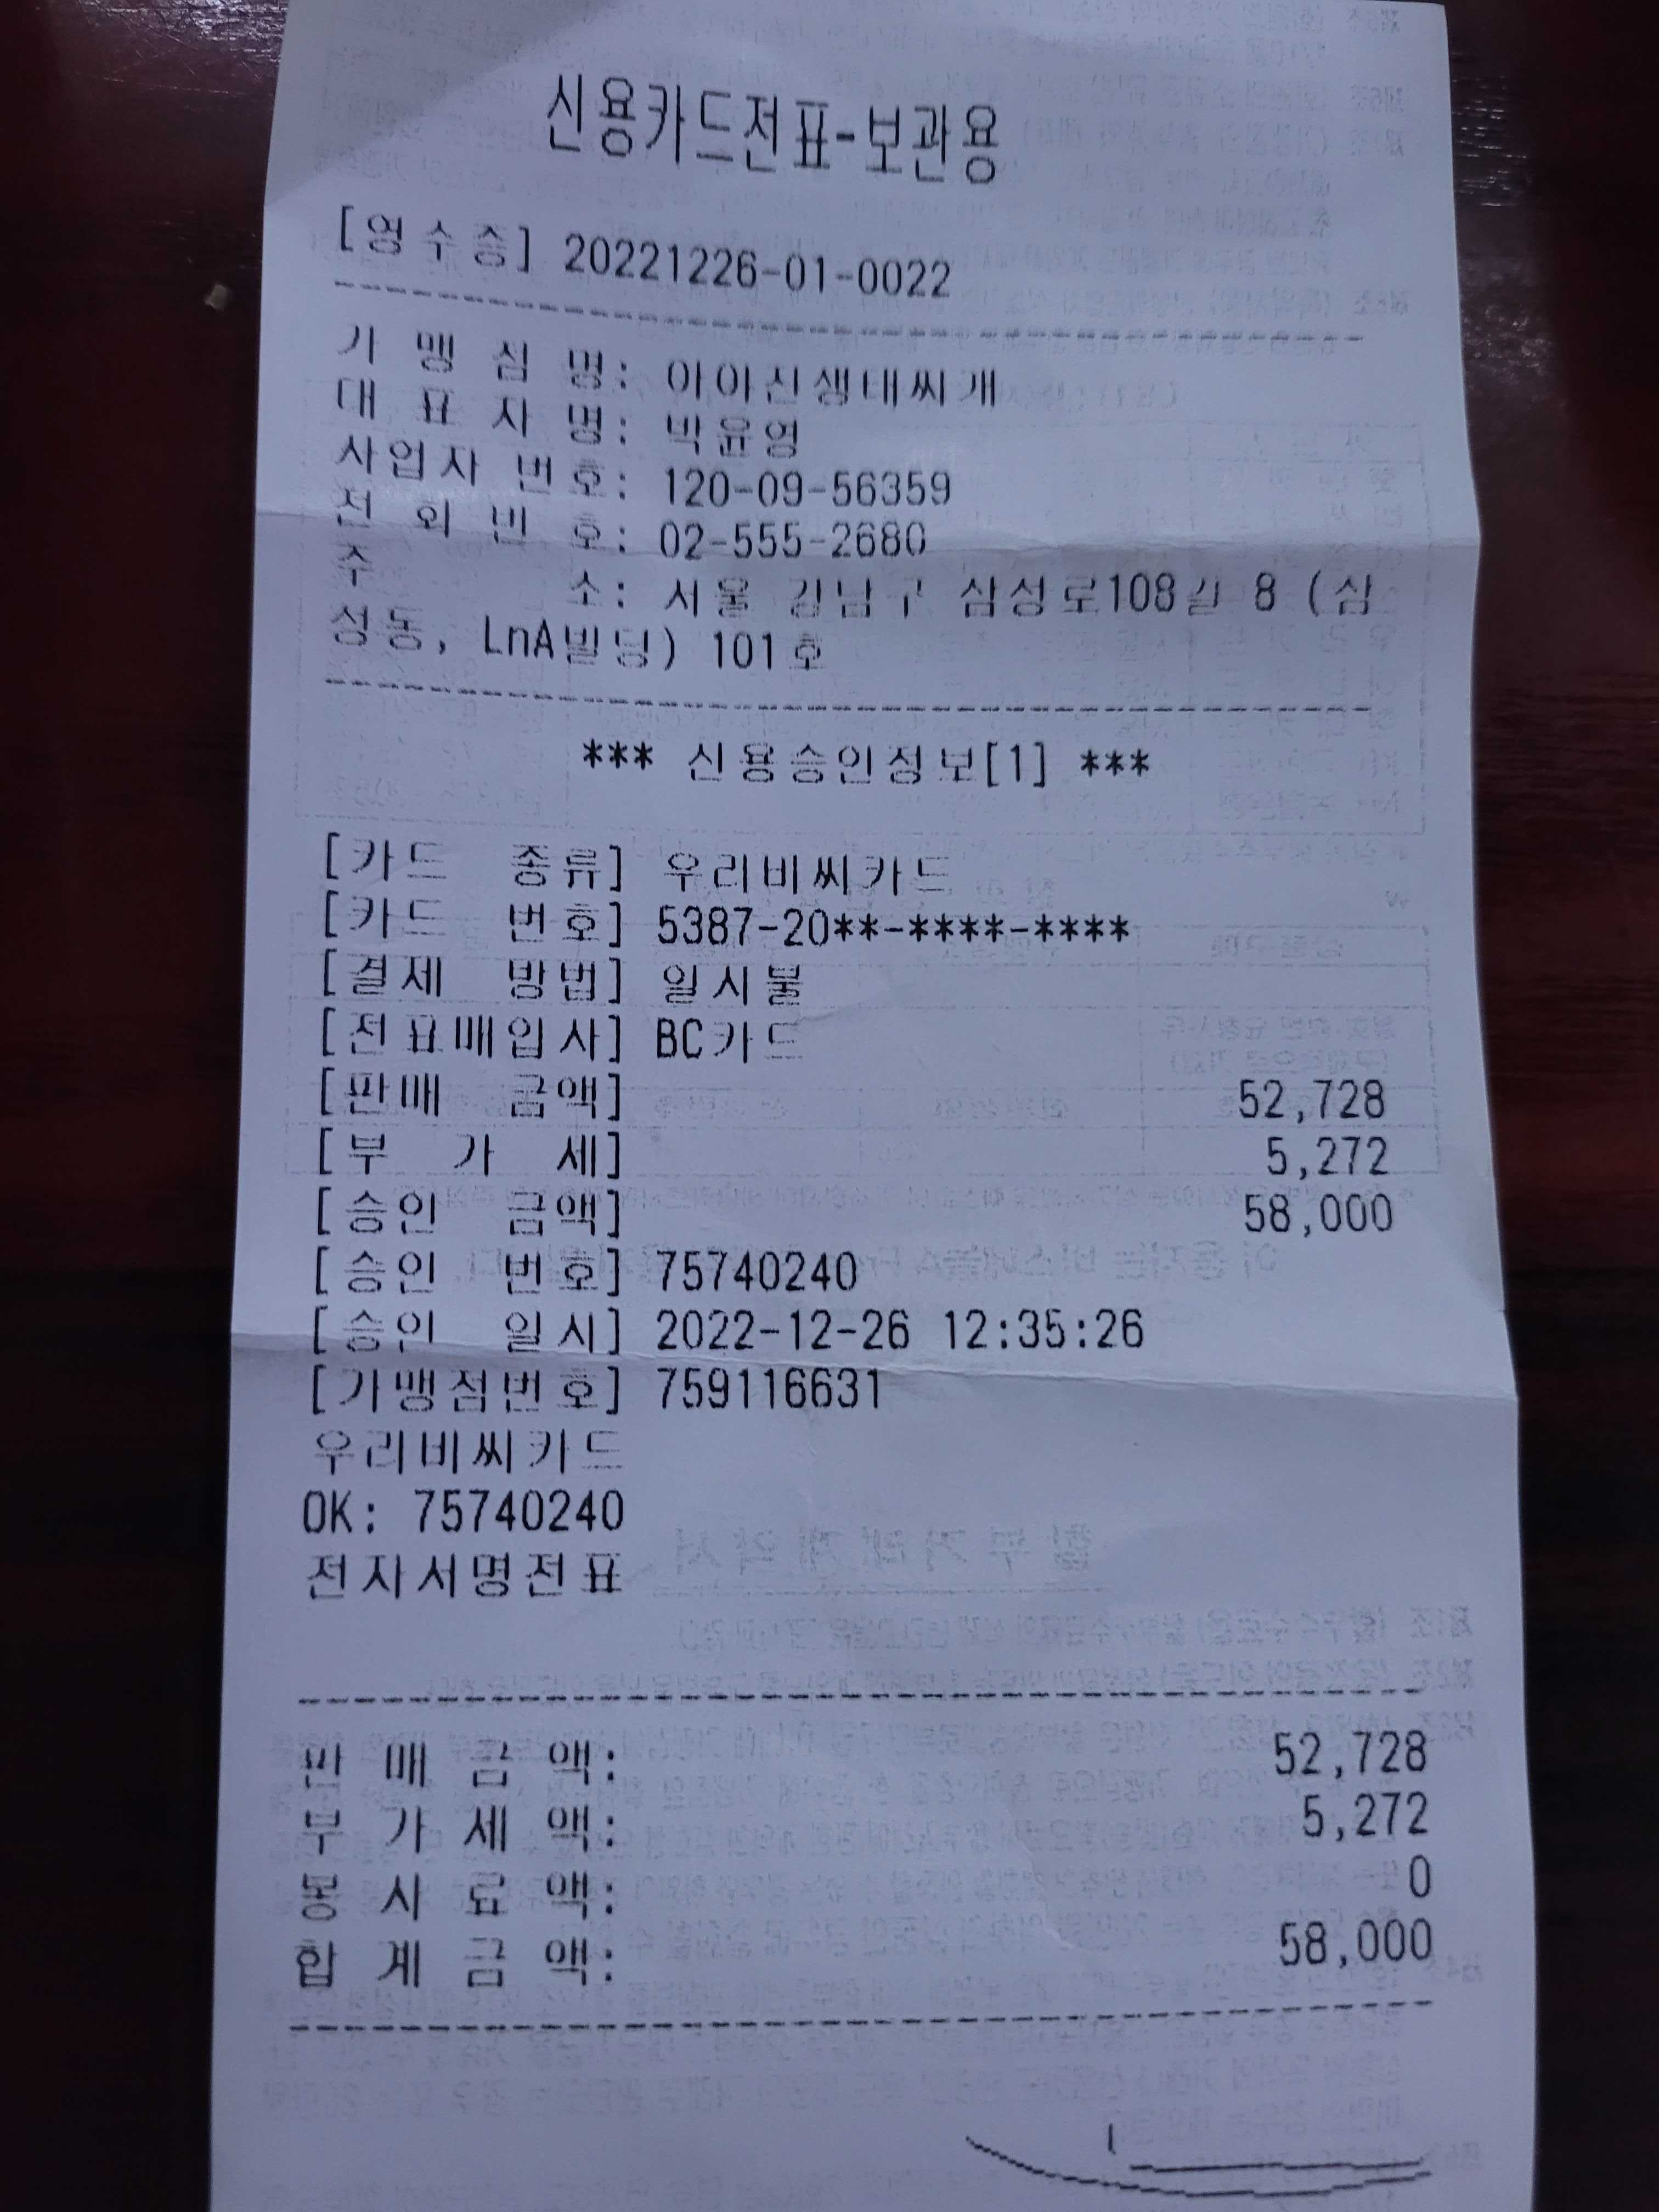 신용카드전표-보관용
[영수증] 20221226-01-0022
가 맹 점 명: 아야진생태찌개
대 표 자 명: 박윤영
사업자 번호: 120-09-56359
전 화 번 호: 02-555-2680
주 소: 서울 강남구 삼성로108길 8 (삼
성동, LnA빌딩) 101호
*** 신용승인정보[1] ***
[카드 종류] 우리비씨카드
[카드 번호] 5387-20**-****-****
[결제 방법] 일시불
[전표매입사] BC카드
[판매 금액] 52,728
[부 가 세] 5,272
[승인 금액] 58,000
[승인 번호] 75740240
[승인 일시] 2022-12-26 12:35:26
[가맹점번호] 759116631
우리비씨카드
OK: 75740240
전자서명전표
판 매 금 액: 52,728
부 가 세 액: 5,272
봉 사 료 액: 0
합 계 금 액: 58,000